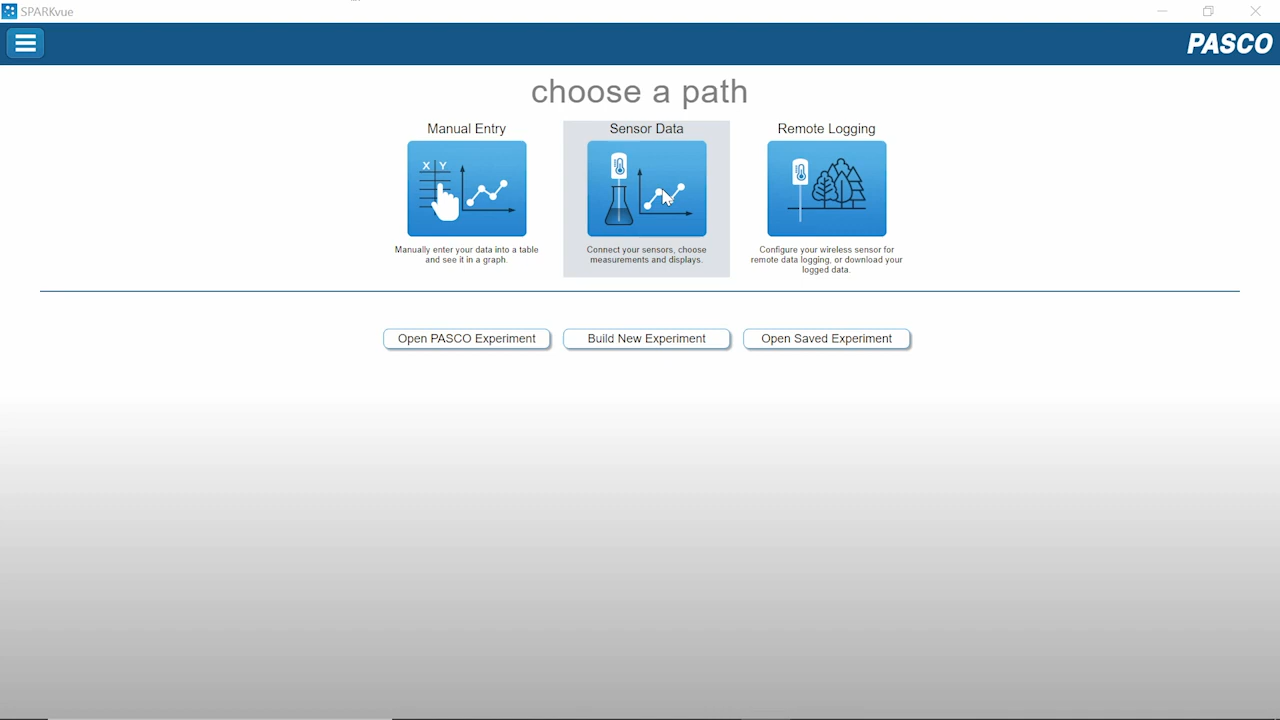 SPARKvue
PASCO
choose a path
Manual Entry
X Y
Manually enter your data into a table
and see it in a graph.
Sensor Data
Connect your sensors, choose
measurements and displays.
Remote Logging
Configure your wireless sensor for
remote data logging, or download your
logged data.
Open PASCO Experiment
Build New Experiment
Open Saved Experiment